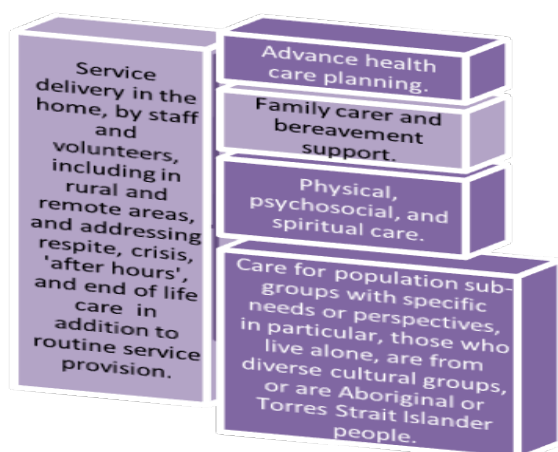 Service
delivery in the
home, by staff
and
volunteers,
including in
rural and
remote areas,
and addressing
respite, crisis,
'after hours',
and end of life
care in
addition to
routine service
provision.
Advance health
care planning.
Family carer and
bereavement
support.
Physical,
psychosocial, and
spiritual care.
Care for population sub-
groups with specific
needs or perspectives,
in particular, those who
live alone, are from
diverse cultural groups,
or are Aboriginal or
Torres Strait Islander
people.